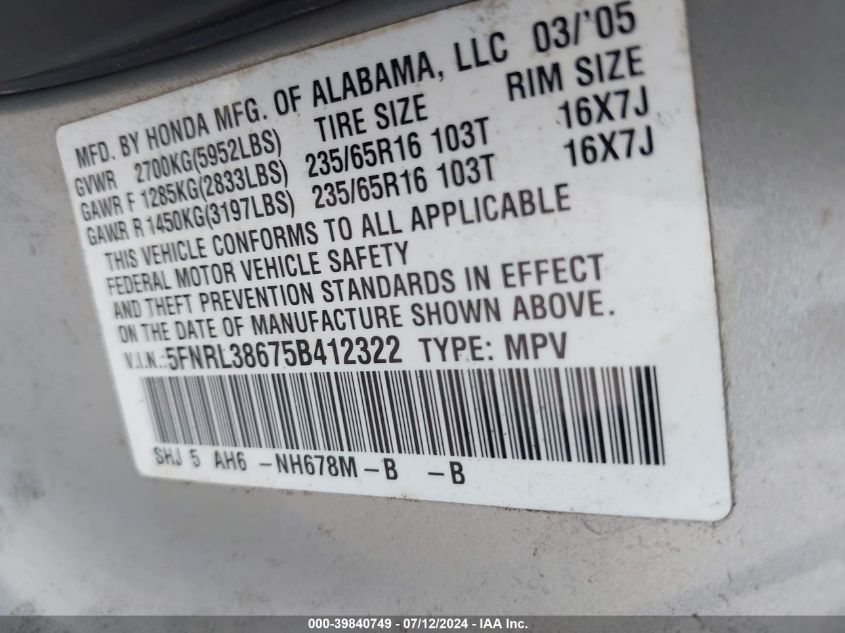 MFD. BY HONDA MFG. OF ALABAMA, LLC 03/'05
GVWR 2700KG(5952LBS) TIRE SIZE RIM SIZE
GAWR F 1285KG(2833LBS) 235/65R16 103T 16X7J
GAWR R 1450KG(3197LBS) 235/65R16 103T 16X7J
THIS VEHICLE CONFORMS TO ALL APPLICABLE
FEDERAL MOTOR VEHICLE SAFETY
AND THEFT PREVENTION STANDARDS IN EFFECT
ON THE DATE OF MANUFACTURE SHOWN ABOVE.
V.I.N.:5FNRL38675B412322 TYPE: MPV
SHJ 5 AH6 -NH678M -B -B
000-39840749 - 07/12/2024 - IAA Inc.